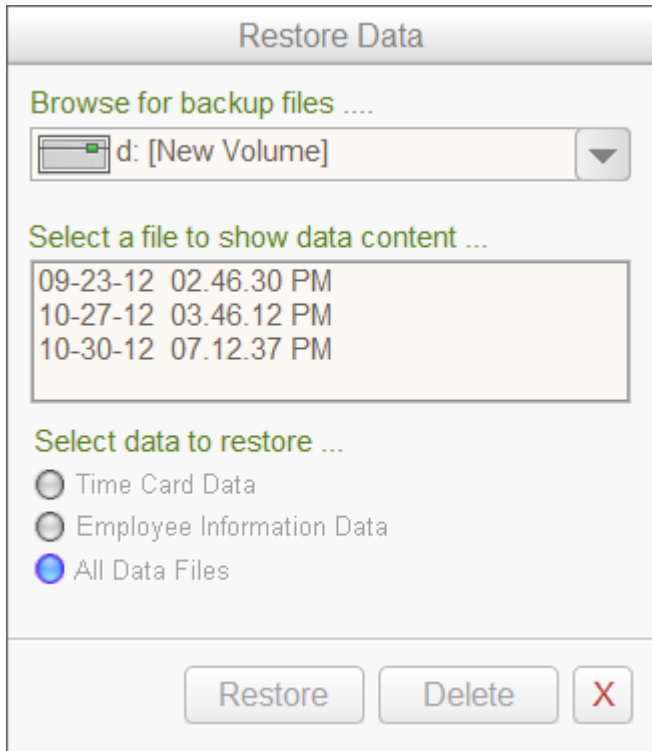 Restore Data
Browse for backup files ....
d: [New Volume]
Select a file to show data content ...
09-23-12 02.46.30 PM
10-27-12 03.46.12 PM
10-30-12 07.12.37 PM
Select data to restore ...
Time Card Data
Employee Information Data
All Data Files
Restore Delete X